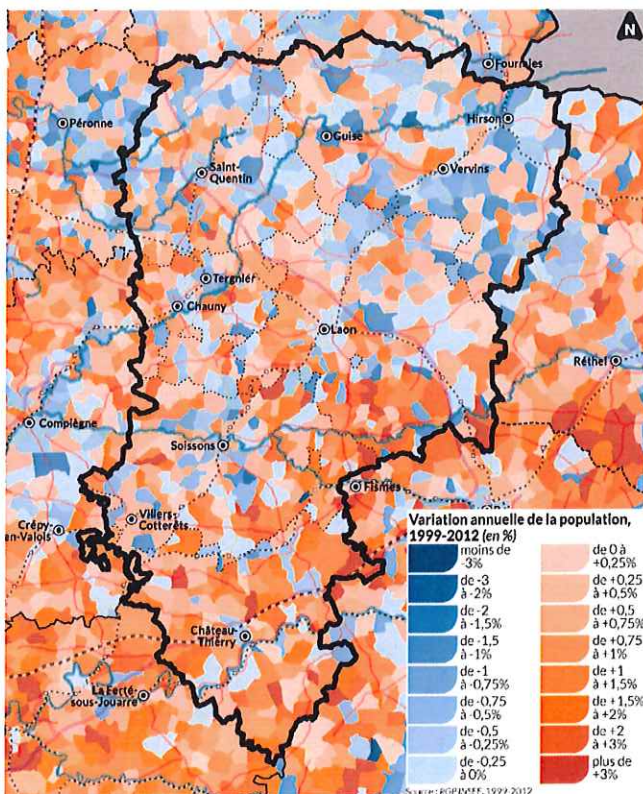 N
Fourmies
Péronne
Hirson
Guise
Saint-
Quentin
Vervins
Tergnier
Chauny
Laon
Réthel
Compiègne
Soissons
Fismes
Villers-
Cotterêts
Crépy-
en-Valois
Château-
Thierry
La Ferté-
sous-Jouarre
Variation annuelle de la population,
1999-2012 (en %)
moins de
-3%
de -3
à -2%
de -2
à -1,5%
de -1,5
à -1%
de -1
à -0,75%
de -0,75
à -0,5%
de -0,5
à -0,25%
de -0,25
à 0%
de 0 à
+0,25%
de +0,25
à +0,5%
de +0,5
à +0,75%
de +0,75
à +1%
de +1
à +1,5%
de +1,5%
à +2%
de +2
à +3%
plus de
+3%
Source : RGP INSEE, 1999-2012